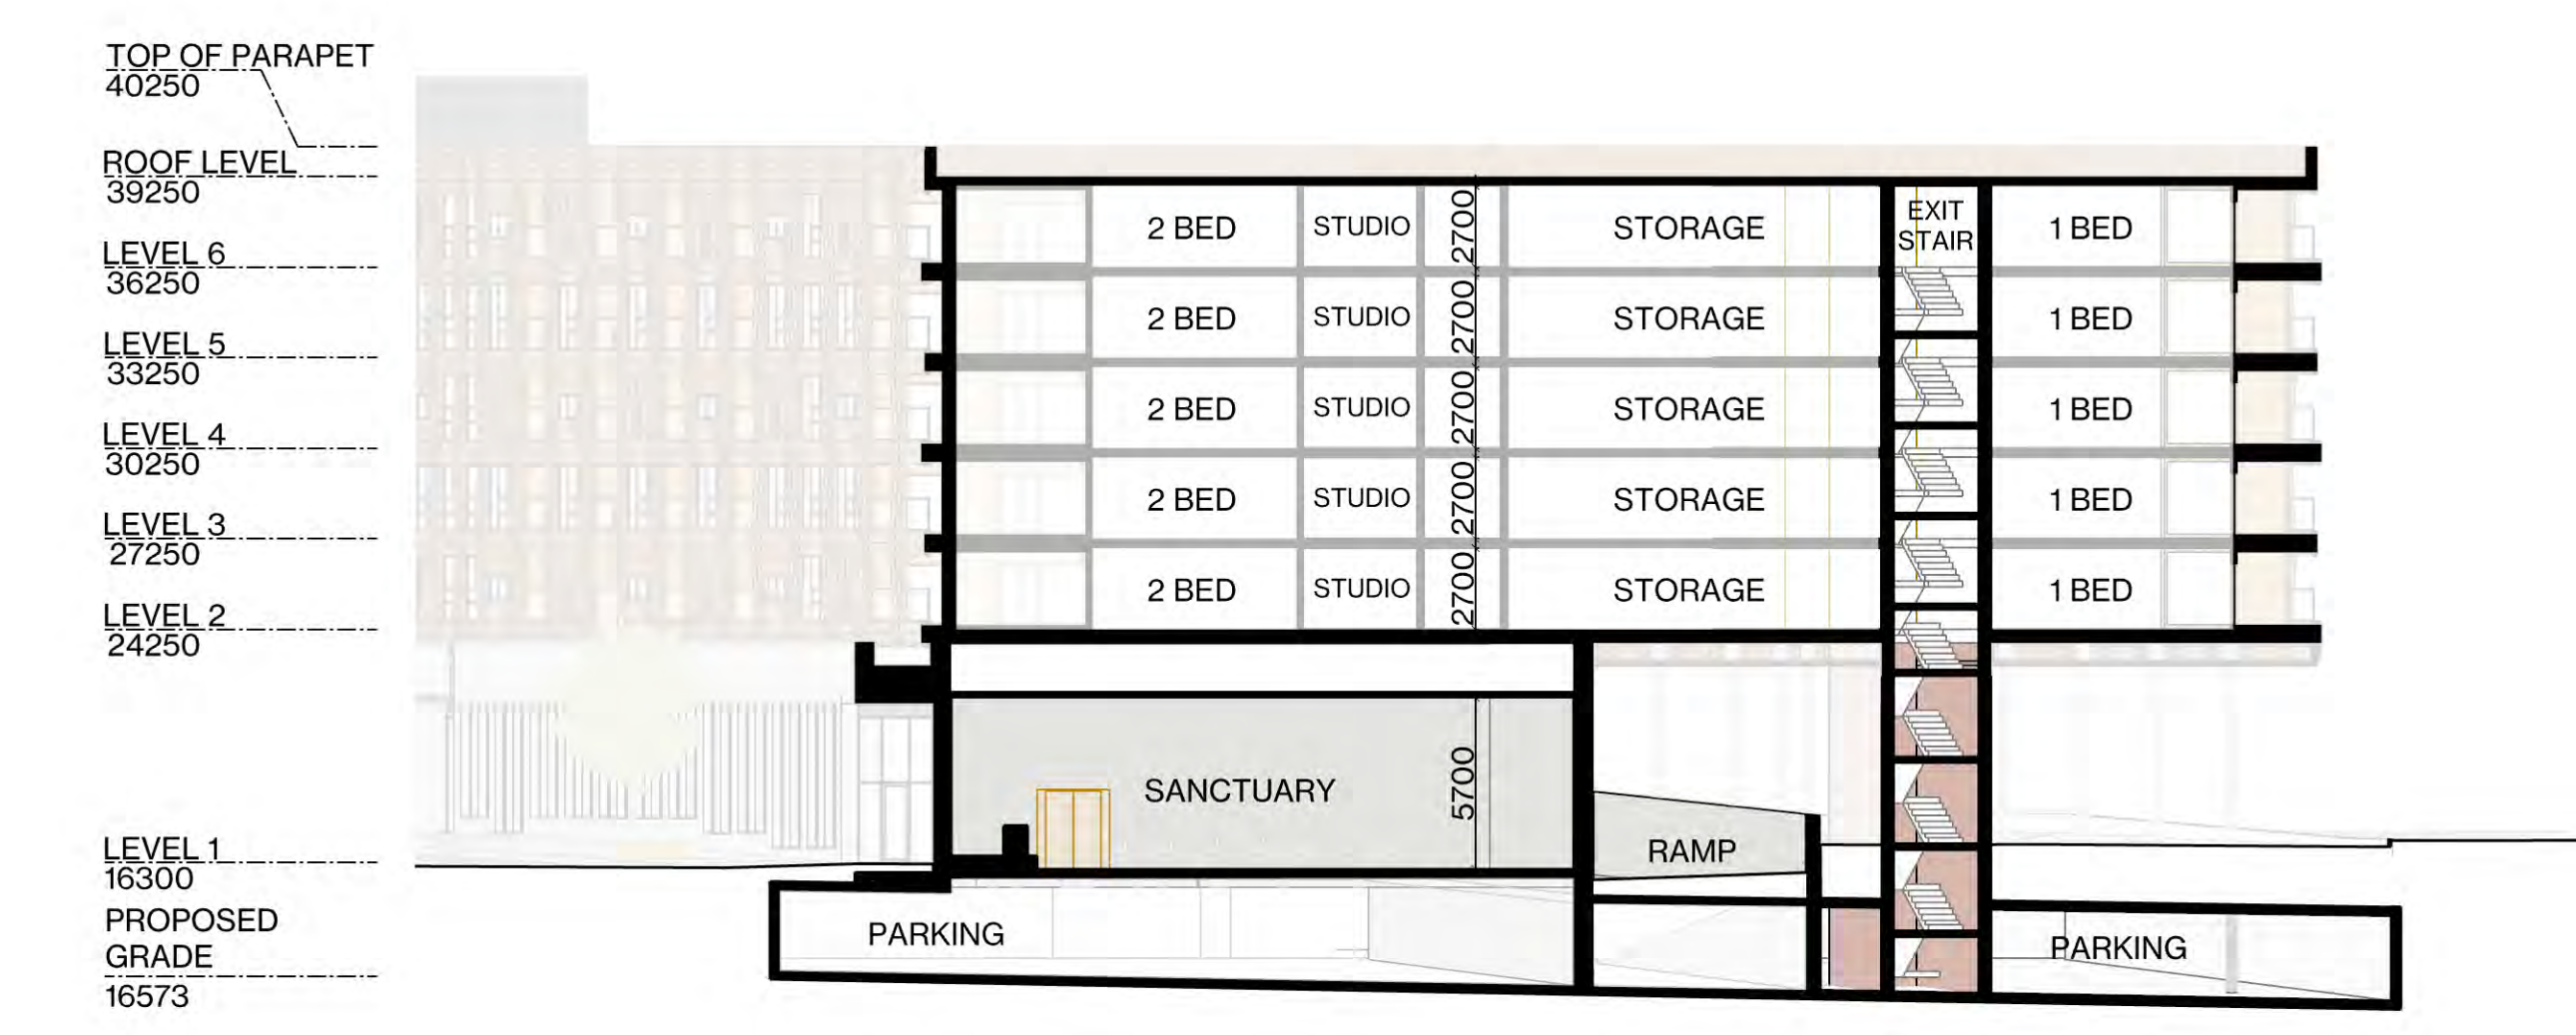 TOP OF PARAPET
40250
ROOF LEVEL
39250
LEVEL 6
36250
LEVEL 5
33250
LEVEL 4
30250
LEVEL 3
27250
LEVEL 2
24250
LEVEL 1
16300
PROPOSED
GRADE
16573
2 BED STUDIO 2700 STORAGE EXIT STAIR 1 BED
2 BED STUDIO 2700 STORAGE 1 BED
2 BED STUDIO 2700 STORAGE 1 BED
2 BED STUDIO 2700 STORAGE 1 BED
2 BED STUDIO 2700 STORAGE 1 BED
SANCTUARY 5700
RAMP
PARKING PARKING